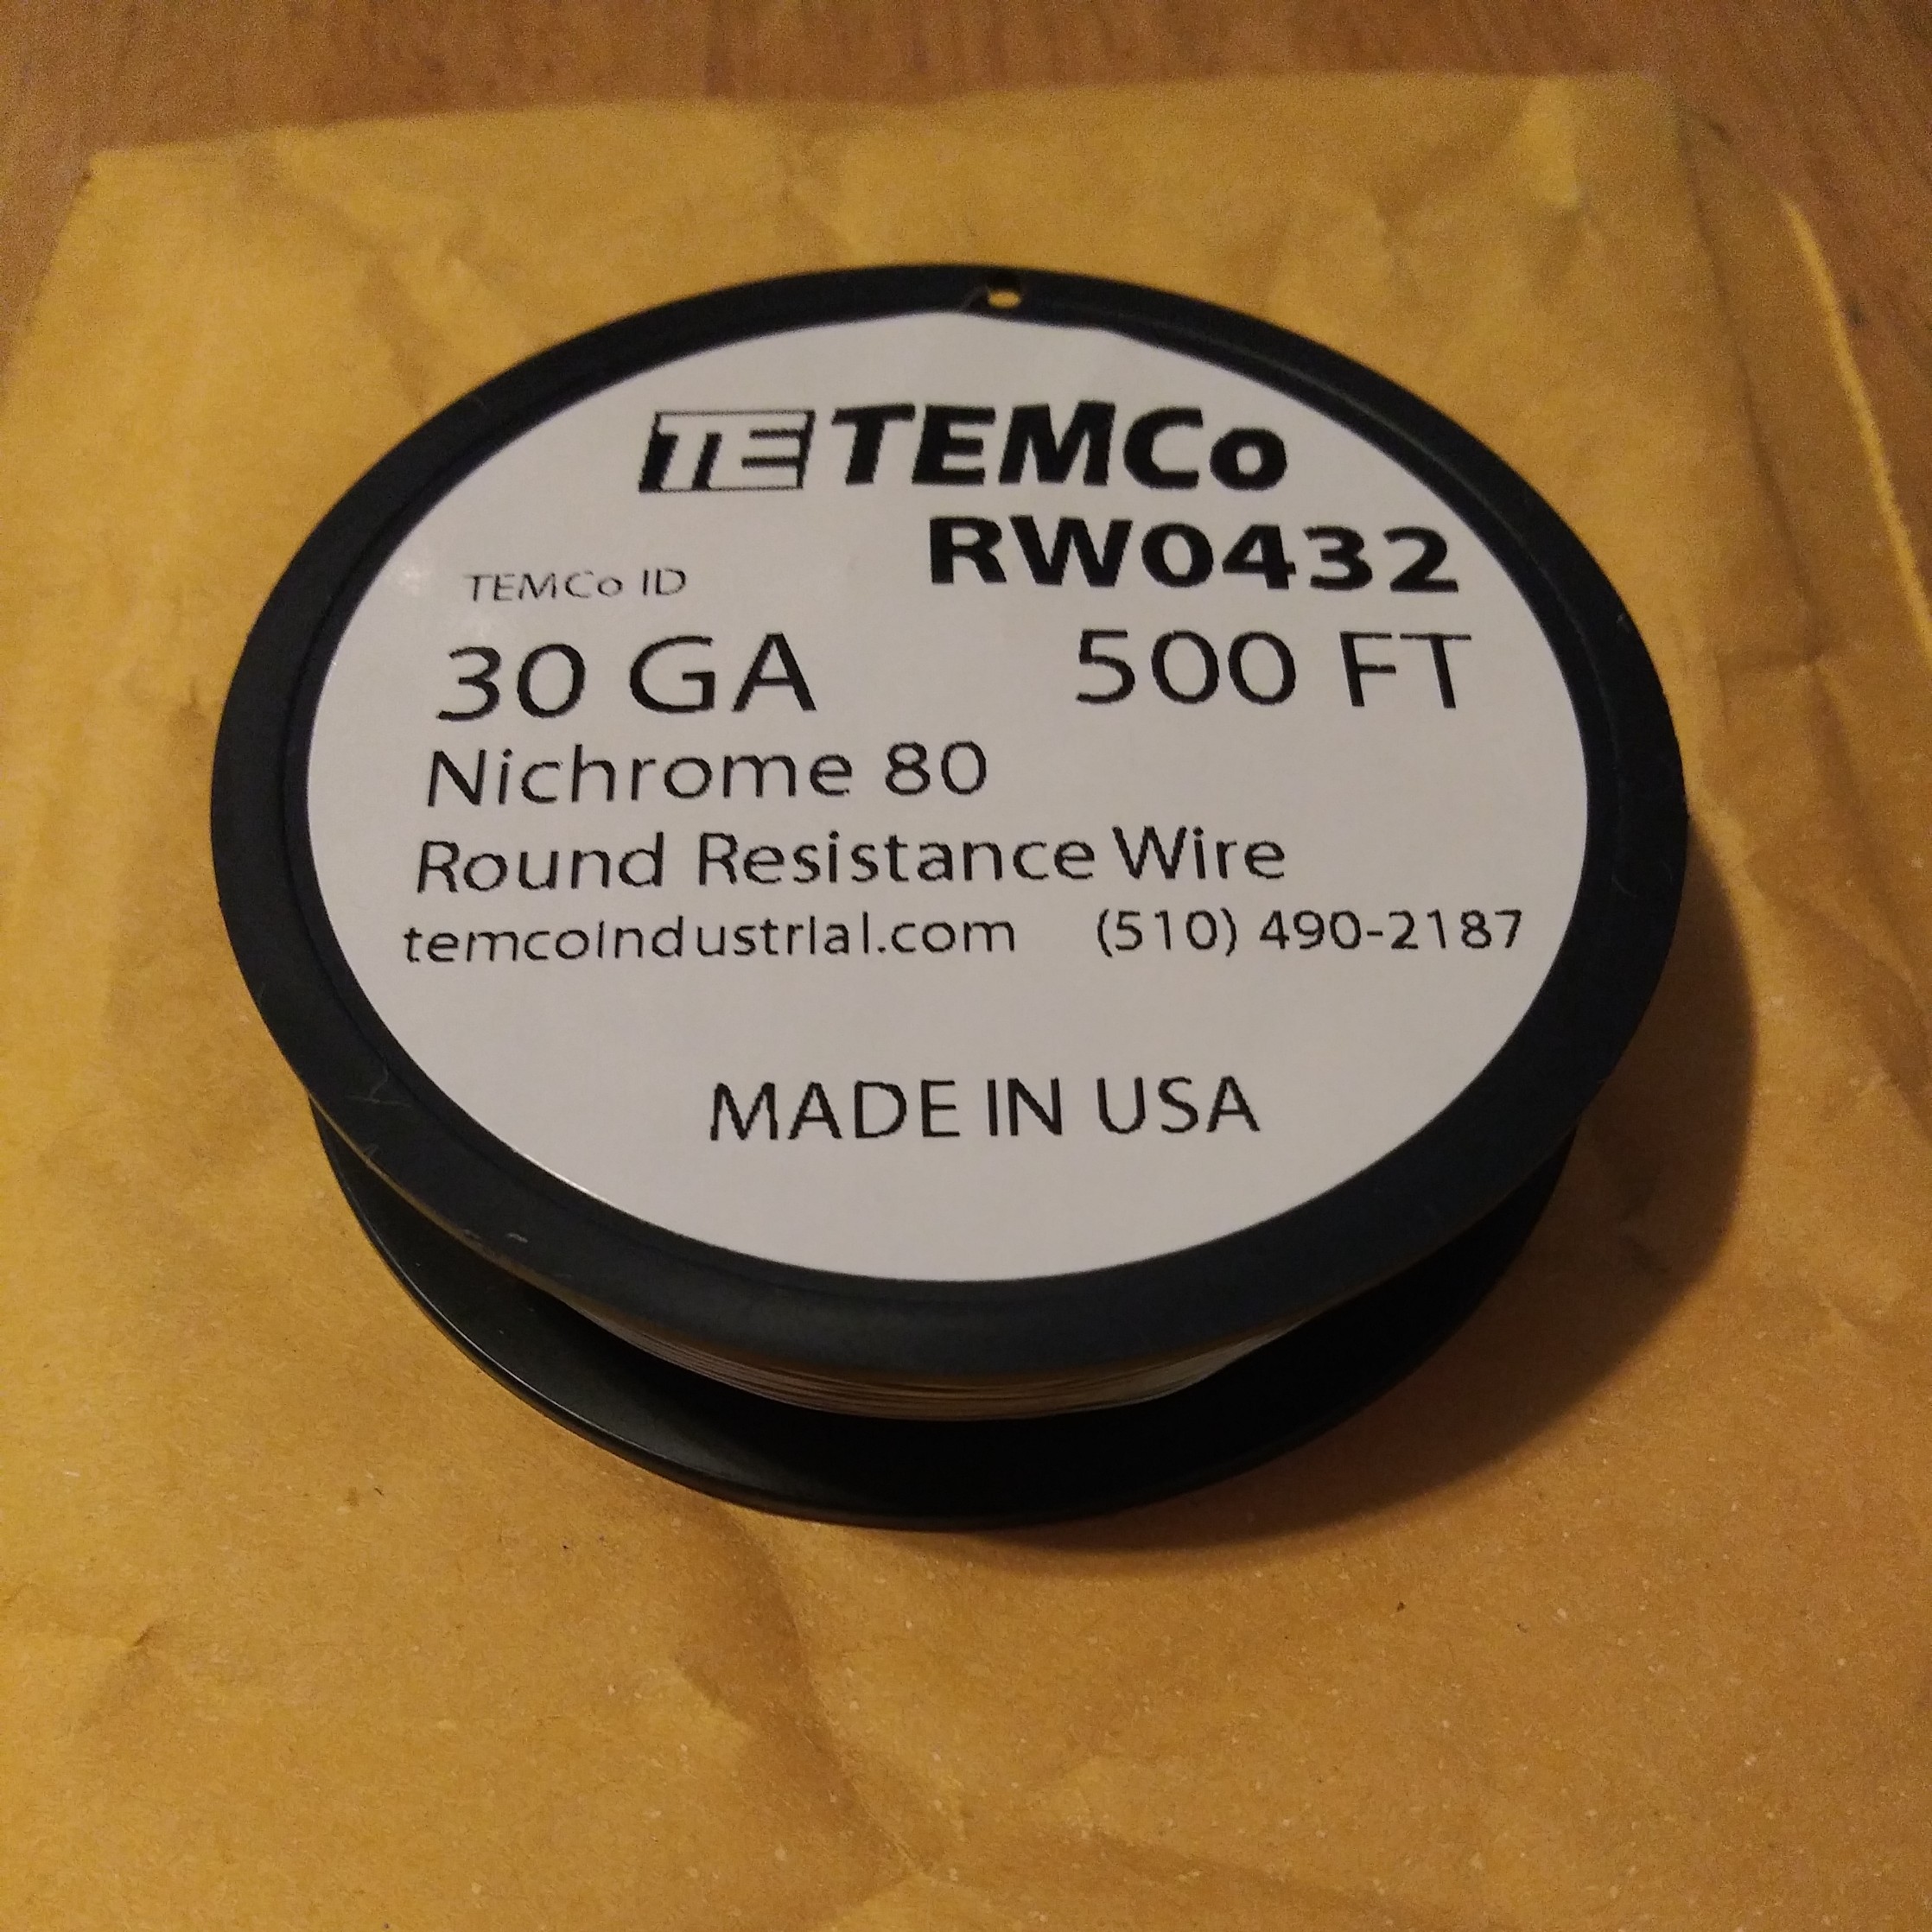 TE TEMCo
TEMCo ID RW0432
30 GA 500 FT
Nichrome 80
Round Resistance Wire
temcoindustrial.com (510) 490-2187
MADE IN USA